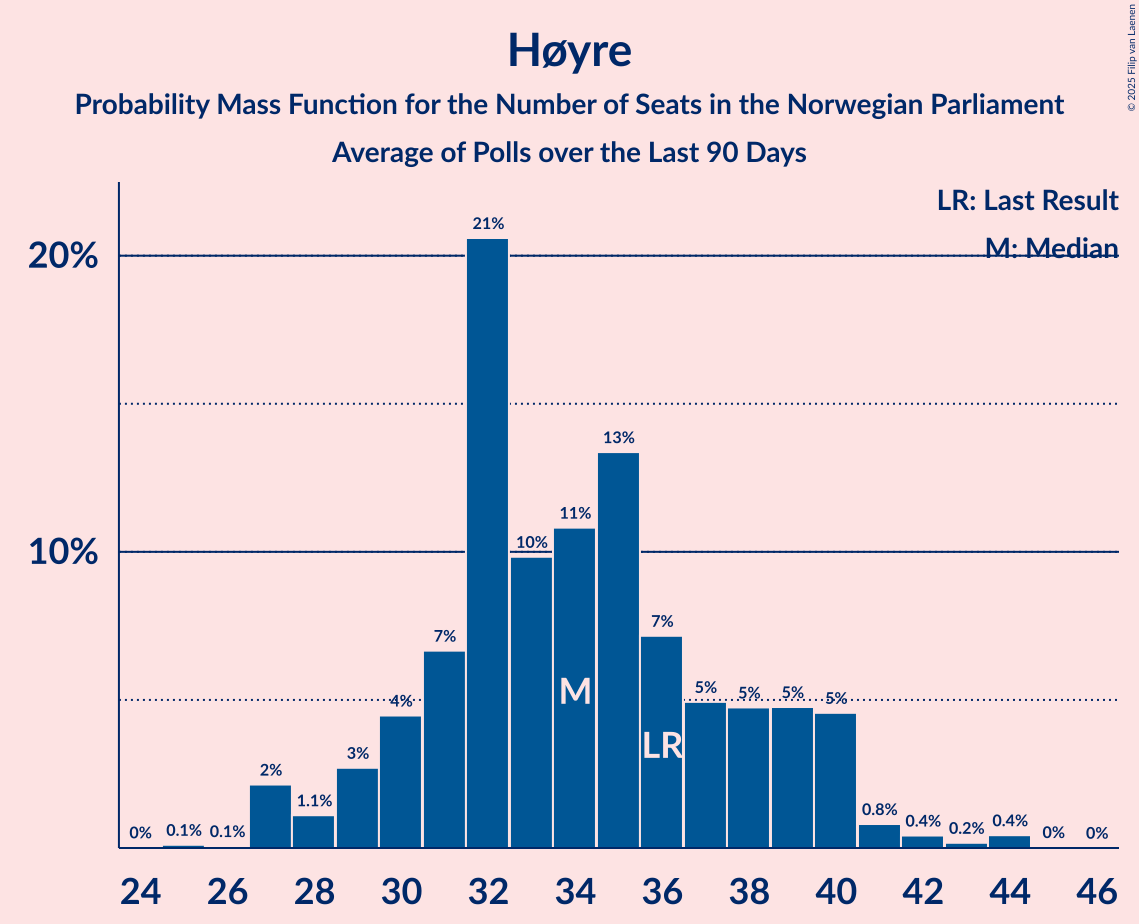 © 2025 Filip van Laenen
Høyre
Probability Mass Function for the Number of Seats in the Norwegian Parliament
Average of Polls over the Last 90 Days
LR: Last Result
M: Median
20%
10%
0%
0.1%
0.1%
2%
1.1%
3%
4%
7%
21%
10%
11%
13%
7%
5%
5%
5%
5%
0.8%
0.4%
0.2%
0.4%
0%
0%
M
LR
24 26 28 30 32 34 36 38 40 42 44 46